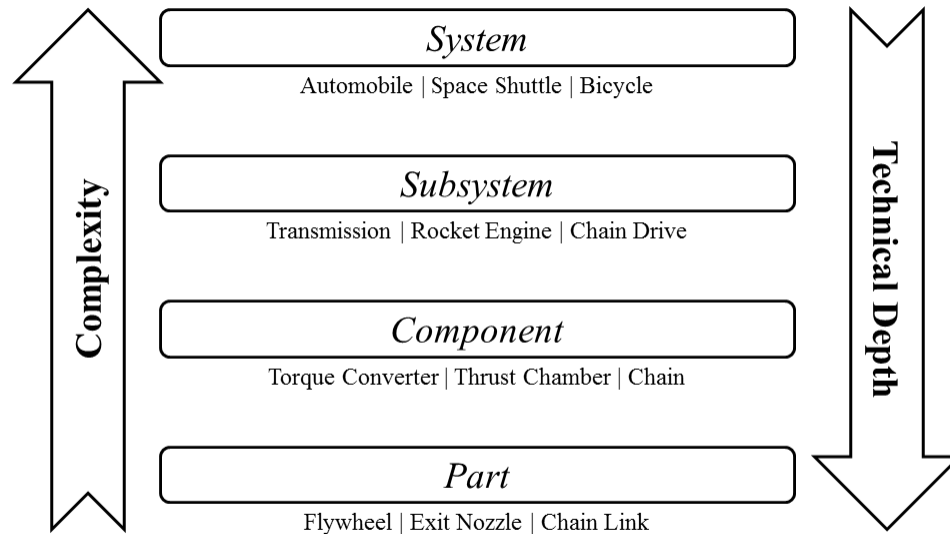 System
Automobile | Space Shuttle | Bicycle
Subsystem
Transmission | Rocket Engine | Chain Drive
Component
Torque Converter | Thrust Chamber | Chain
Part
Flywheel | Exit Nozzle | Chain Link
Complexity
Technical Depth